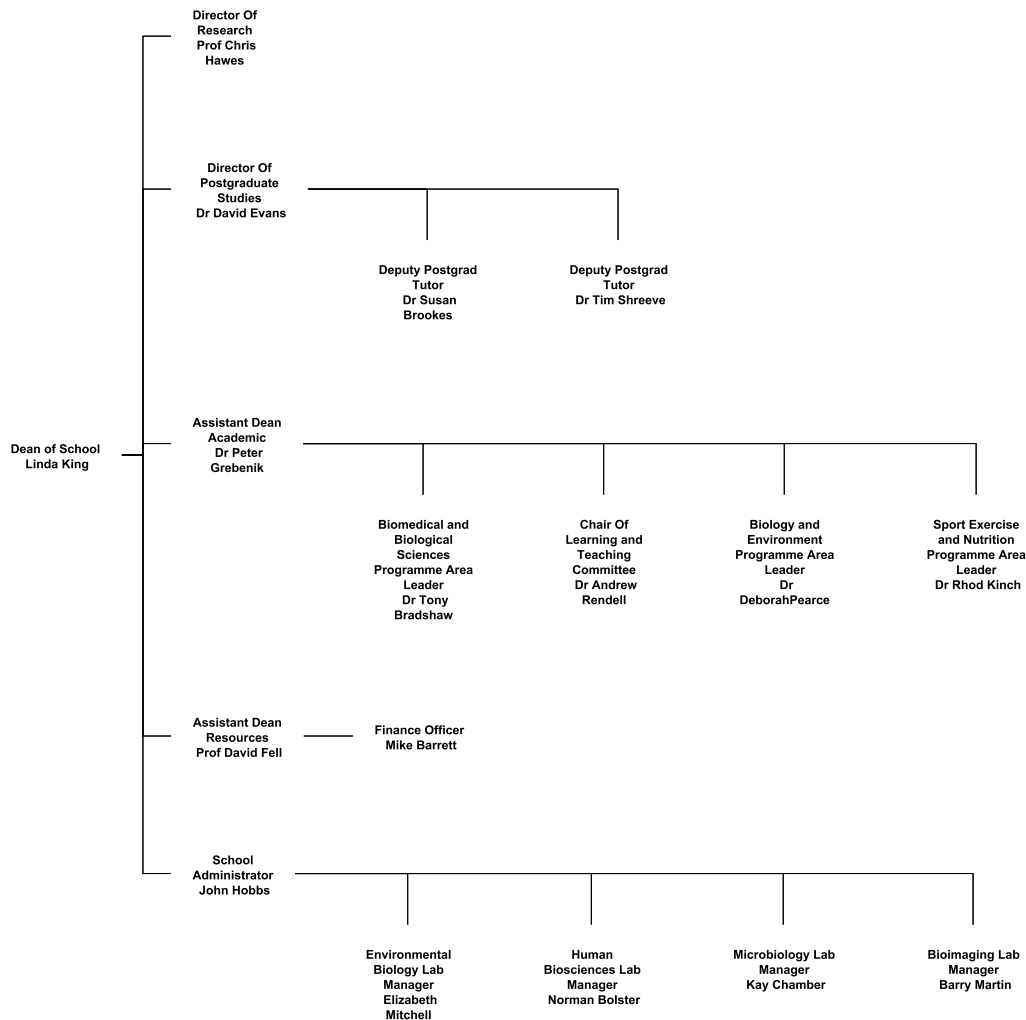 Director Of
Research
Prof Chris
Hawes
Director Of
Postgraduate
Studies
Dr David Evans
Deputy Postgrad
Tutor
Dr Susan
Brookes
Deputy Postgrad
Tutor
Dr Tim Shreeve
Dean of School
Linda King
Assistant Dean
Academic
Dr Peter
Grebenik
Biomedical and
Biological
Sciences
Programme Area
Leader
Dr Tony
Bradshaw
Chair Of
Learning and
Teaching
Committee
Dr Andrew
Rendell
Biology and
Environment
Programme Area
Leader
Dr
DeborahPearce
Sport Exercise
and Nutrition
Programme Area
Leader
Dr Rhod Kinch
Assistant Dean
Resources
Prof David Fell
Finance Officer
Mike Barrett
School
Administrator
John Hobbs
Environmental
Biology Lab
Manager
Elizabeth
Mitchell
Human
Biosciences Lab
Manager
Norman Bolster
Microbiology Lab
Manager
Kay Chamber
Bioimaging Lab
Manager
Barry Martin